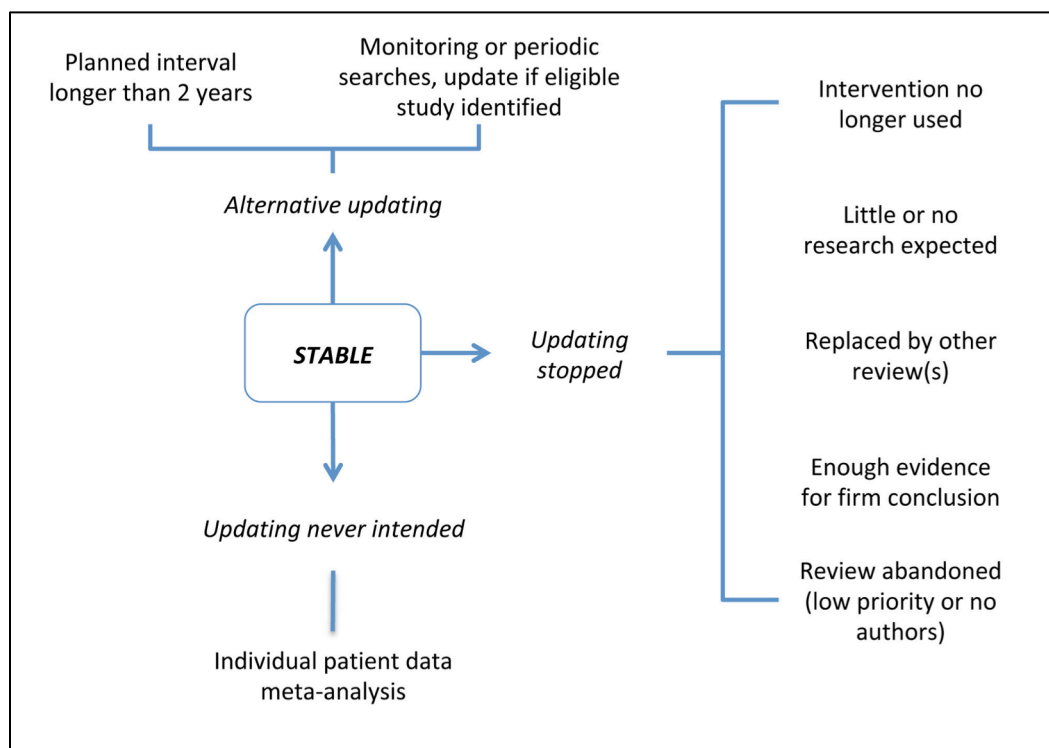 Planned interval
longer than 2 years
Monitoring or periodic
searches, update if eligible
study identified
Alternative updating
STABLE
Updating
stopped
Updating never intended
Individual patient data
meta-analysis
Intervention no
longer used
Little or no
research expected
Replaced by other
review(s)
Enough evidence
for firm conclusion
Review abandoned
(low priority or no
authors)